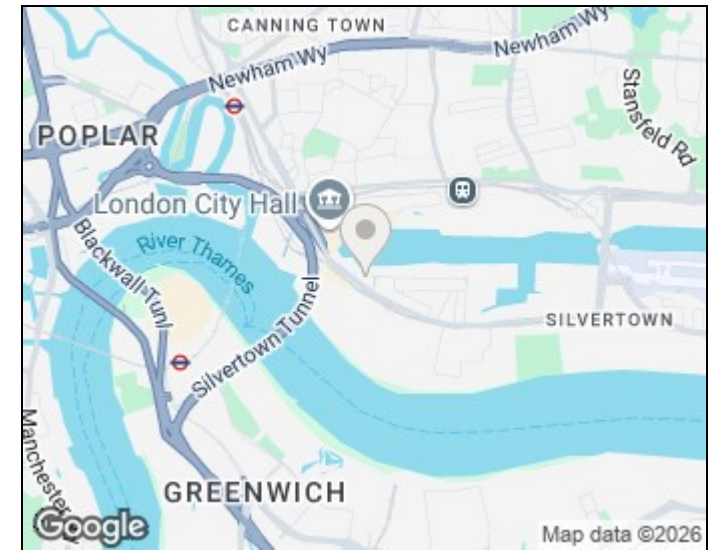 CANNING TOWN
Newham Wy
Newham Wy
Stansfeld Rd
POPLAR
London City Hall
River Thames
Blackwall Tunl
Silvertown Tunnel
SILVERTOWN
Manchester
GREENWICH
Google
Map data ©2026